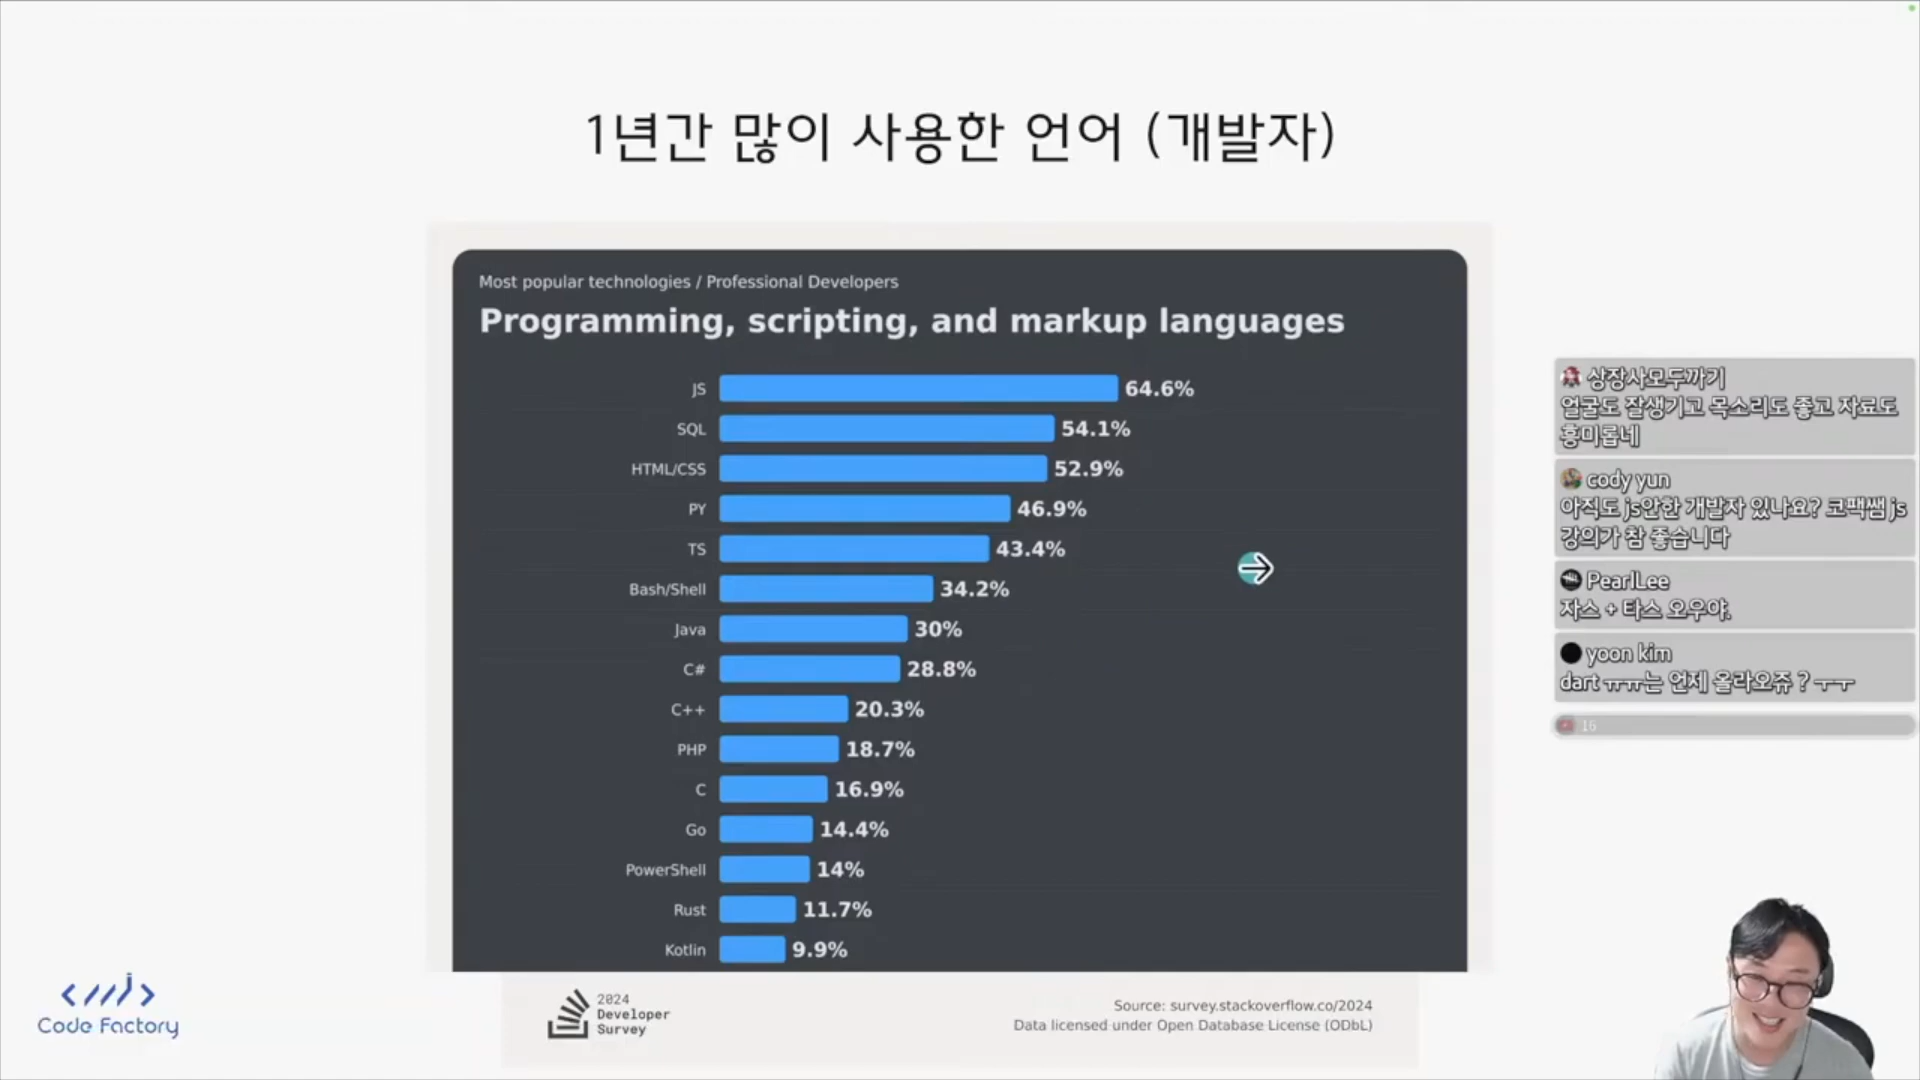 1년간 많이 사용한 언어 (개발자)
Most popular technologies / Professional Developers
Programming, scripting, and markup languages
JS 64.6%
SQL 54.1%
HTML/CSS 52.9%
PY 46.9%
TS 43.4%
Bash/Shell 34.2%
Java 30%
C# 28.8%
C++ 20.3%
PHP 18.7%
C 16.9%
Go 14.4%
PowerShell 14%
Rust 11.7%
Kotlin 9.9%
2024
Developer
Survey
Source: survey.stackoverflow.co/2024
Data licensed under Open Database License (ODbL)
Code Factory
상장사모두까기
얼굴도 잘생기고 목소리도 좋고 자료도
흥미롭네
cody yun
아직도 js안한 개발자 있나요? 코팩쌤 js
강의가 참 좋습니다
PearlLee
자스 + 타스 오우야.
yoon kim
dart ㅠㅠ는 언제 올라오쥬 ? ㅜㅜ
16